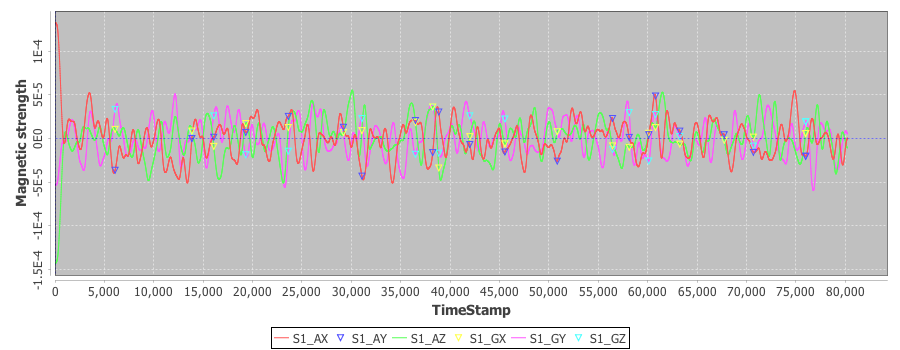 Magnetic strength
1E-4
5E-5
0E0
-5E-5
-1E-4
-1.5E-4
0 5,000 10,000 15,000 20,000 25,000 30,000 35,000 40,000 45,000 50,000 55,000 60,000 65,000 70,000 75,000 80,000
TimeStamp
S1_AX S1_AY S1_AZ S1_GX S1_GY S1_GZ